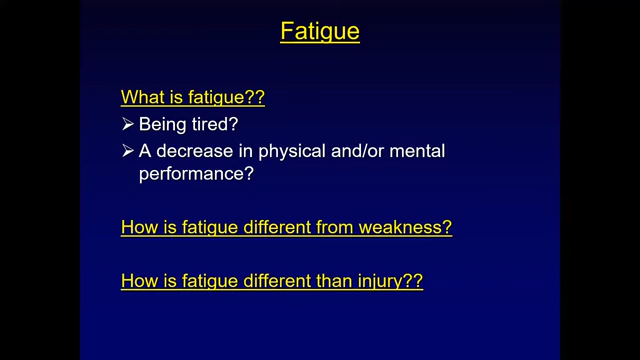 Fatigue
What is fatigue??
➢ Being tired?
➢ A decrease in physical and/or mental
performance?
How is fatigue different from weakness?
How is fatigue different than injury??